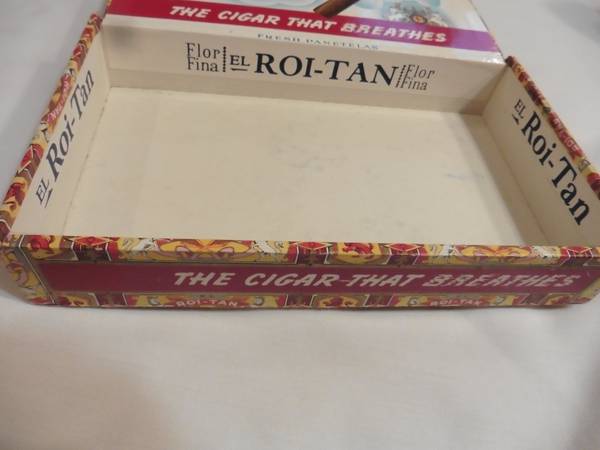 THE CIGAR THAT BREATHES
FRESH PANETELAS
Flor Fina EL ROI-TAN Flor Fina
EL Roi-Tan
EL Roi-Tan
THE CIGAR THAT BREATHES
ROI-TAN ROI-TAN